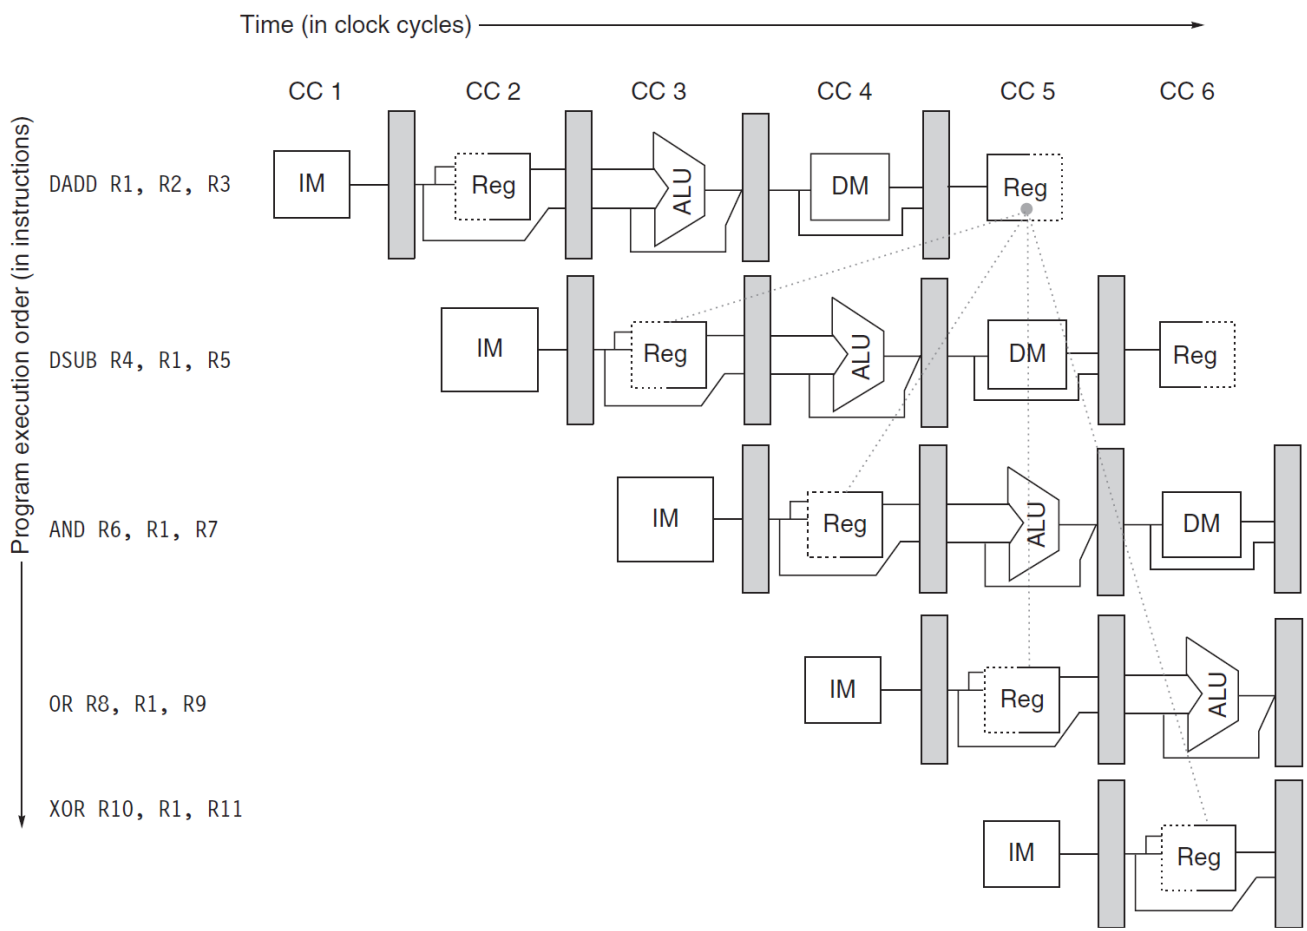 Time (in clock cycles)
CC 1 CC 2 CC 3 CC 4 CC 5 CC 6
Program execution order (in instructions)
DADD R1, R2, R3 IM Reg ALU DM Reg
DSUB R4, R1, R5 IM Reg ALU DM Reg
AND R6, R1, R7 IM Reg ALU DM
OR R8, R1, R9 IM Reg ALU
XOR R10, R1, R11 IM Reg